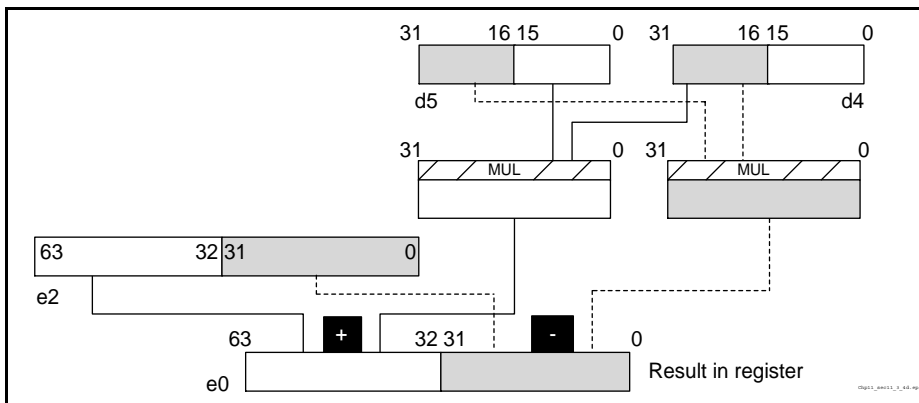 31 16 15 0 31 16 15 0
d5 d4
31 0 31 0
MUL MUL
63 32 31 0
e2
+ -
63 32 31 0
e0 Result in register